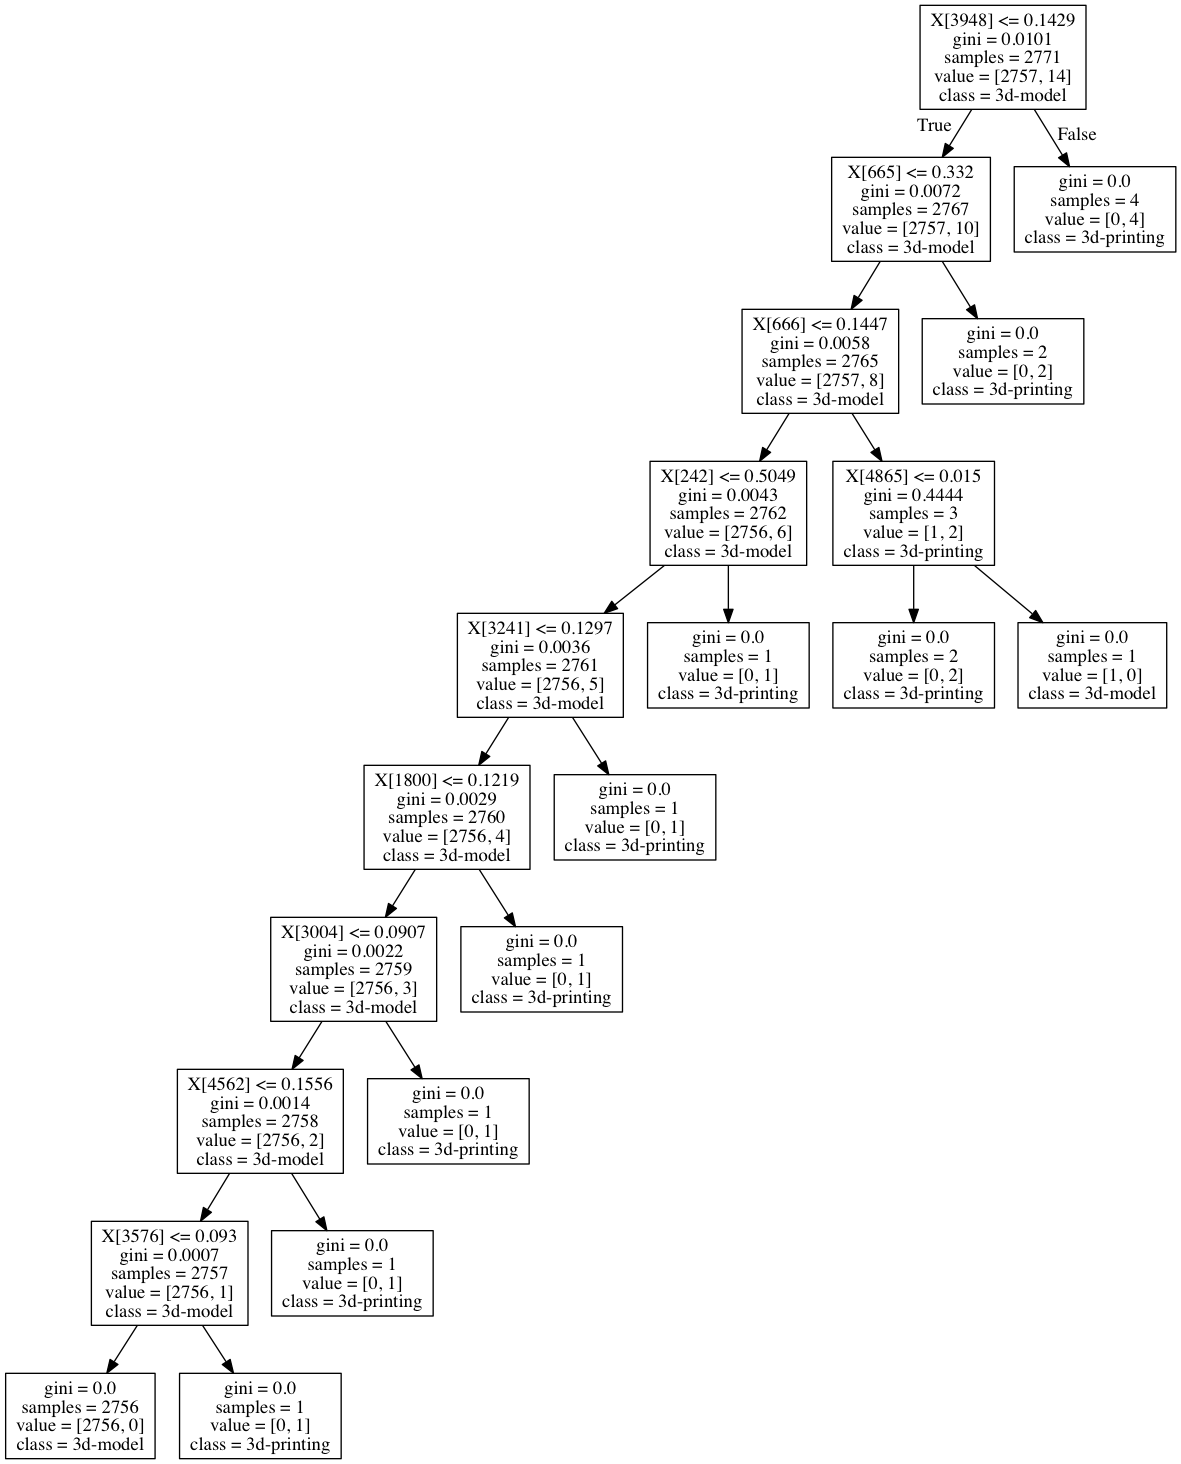 X[3948] <= 0.1429
gini = 0.0101
samples = 2771
value = [2757, 14]
class = 3d-model
True
False
X[665] <= 0.332
gini = 0.0072
samples = 2767
value = [2757, 10]
class = 3d-model
gini = 0.0
samples = 4
value = [0, 4]
class = 3d-printing
X[666] <= 0.1447
gini = 0.0058
samples = 2765
value = [2757, 8]
class = 3d-model
gini = 0.0
samples = 2
value = [0, 2]
class = 3d-printing
X[242] <= 0.5049
gini = 0.0043
samples = 2762
value = [2756, 6]
class = 3d-model
X[4865] <= 0.015
gini = 0.4444
samples = 3
value = [1, 2]
class = 3d-printing
X[3241] <= 0.1297
gini = 0.0036
samples = 2761
value = [2756, 5]
class = 3d-model
gini = 0.0
samples = 1
value = [0, 1]
class = 3d-printing
gini = 0.0
samples = 2
value = [0, 2]
class = 3d-printing
gini = 0.0
samples = 1
value = [1, 0]
class = 3d-model
X[1800] <= 0.1219
gini = 0.0029
samples = 2760
value = [2756, 4]
class = 3d-model
gini = 0.0
samples = 1
value = [0, 1]
class = 3d-printing
X[3004] <= 0.0907
gini = 0.0022
samples = 2759
value = [2756, 3]
class = 3d-model
gini = 0.0
samples = 1
value = [0, 1]
class = 3d-printing
X[4562] <= 0.1556
gini = 0.0014
samples = 2758
value = [2756, 2]
class = 3d-model
gini = 0.0
samples = 1
value = [0, 1]
class = 3d-printing
X[3576] <= 0.093
gini = 0.0007
samples = 2757
value = [2756, 1]
class = 3d-model
gini = 0.0
samples = 1
value = [0, 1]
class = 3d-printing
gini = 0.0
samples = 2756
value = [2756, 0]
class = 3d-model
gini = 0.0
samples = 1
value = [0, 1]
class = 3d-printing